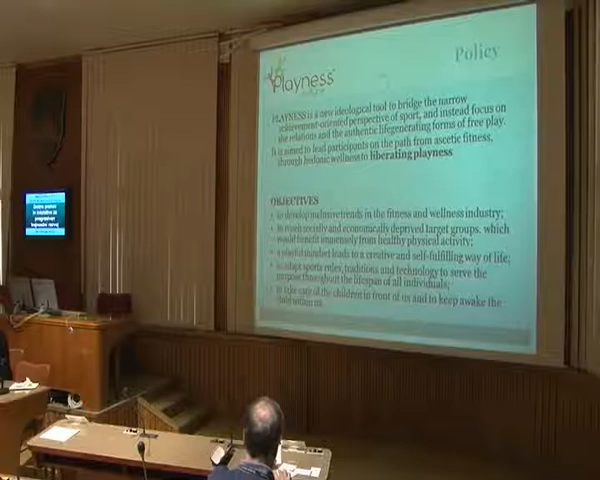 Playness
Policy
PLAYNESS is a new ideological tool to bridge the narrow
achievement-oriented perspective of sport, and instead focus on
the relations and the authentic lifegenerating forms of free play.
It is aimed to lead participants on the path from ascetic fitness,
through hedonic wellness to liberating playness
OBJECTIVES
to develop inclusive trends in the fitness and wellness industry;
to reach socially and economically deprived target groups, which
would benefit immensely from healthy physical activity;
a playful mindset leads to a creative and self-fulfilling way of life;
to adapt sports rules, traditions and technology to serve the
purpose throughout the lifespan of all individuals;
to take care of the children in front of us and to keep awake the
child within us